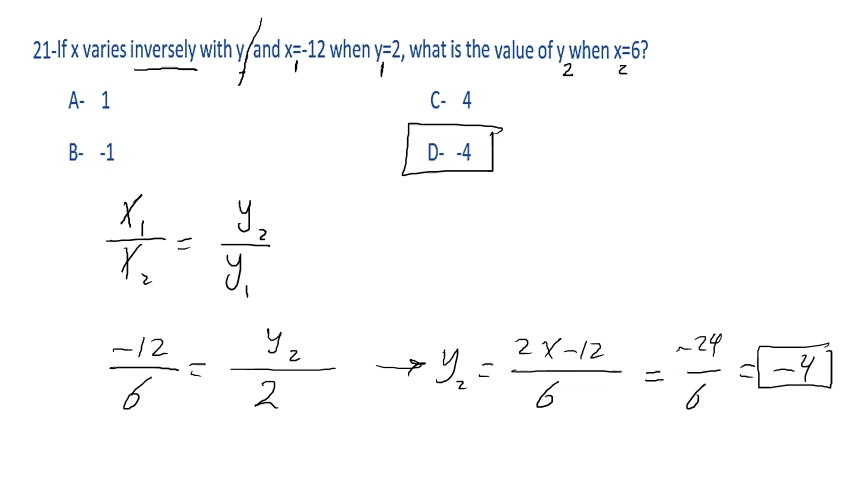 21-If x varies inversely with y and x=-12 when y=2, what is the value of y when x=6?
1 1 2 2
A- 1 C- 4
B- -1 D- -4
x₁/x₂ = y₂/y₁
-12/6 = y₂/2 → y₂ = 2 x -12/6 = -24/6 = -4